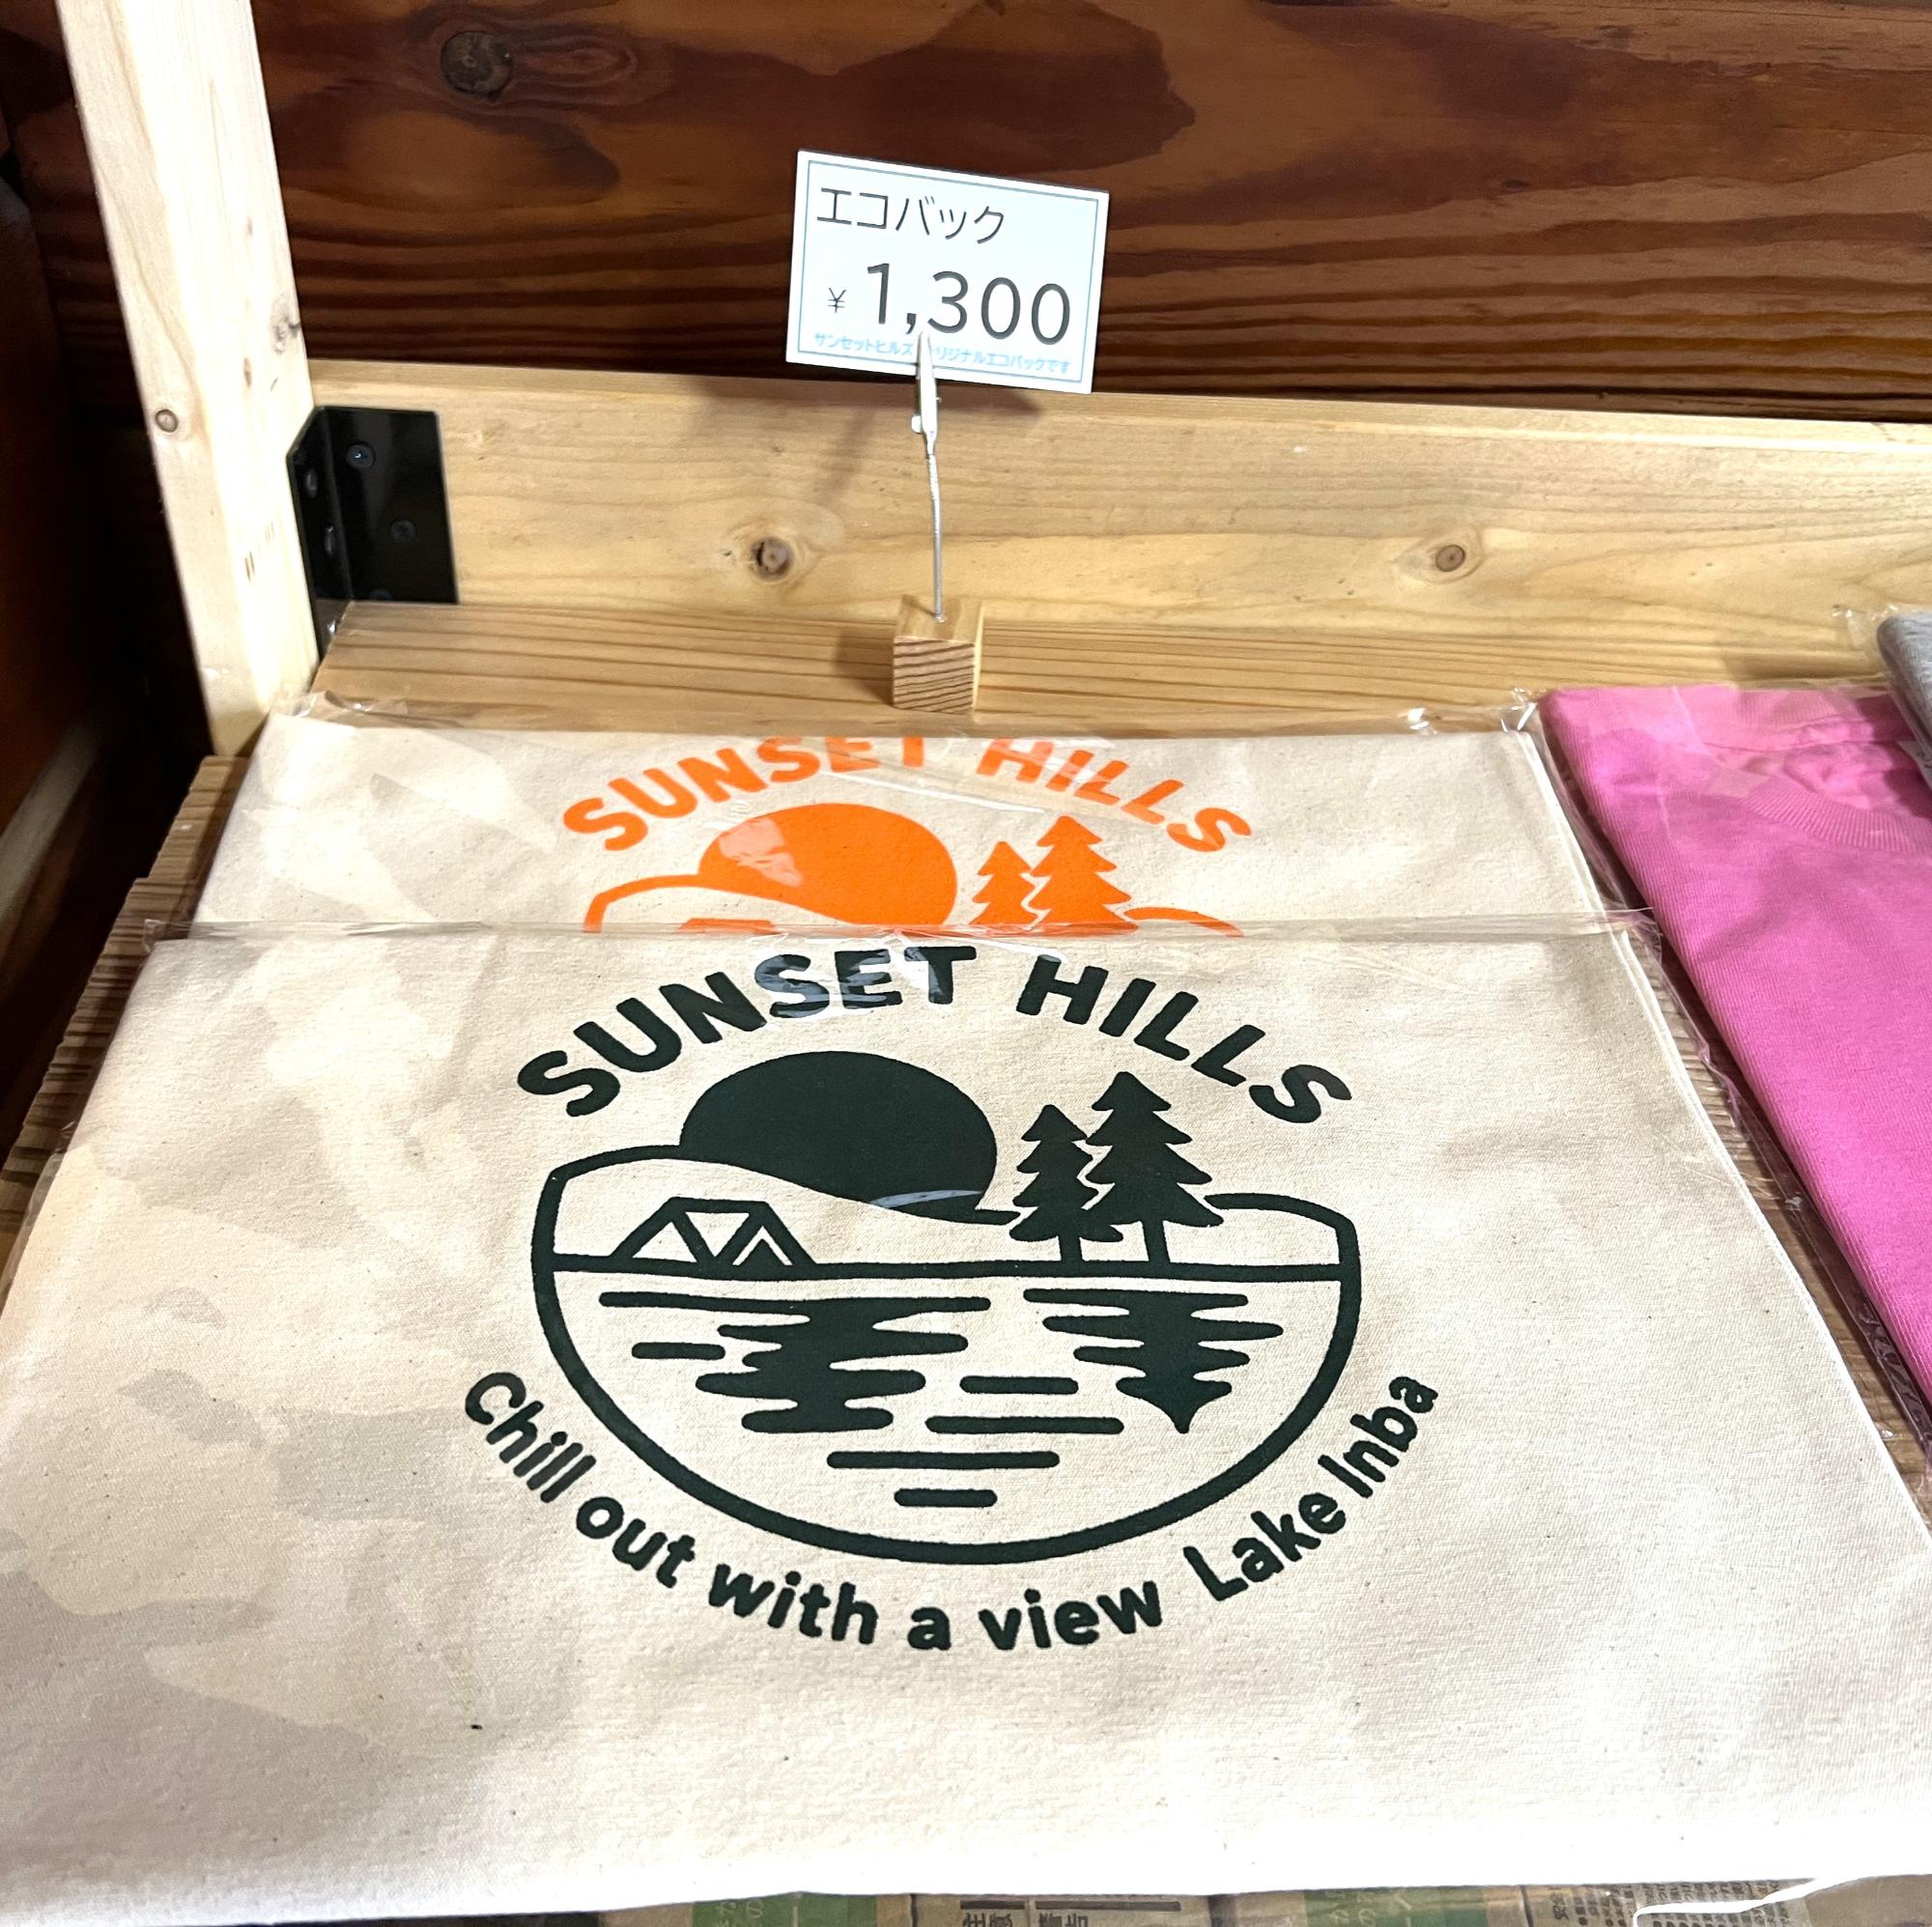 エコバック
¥1,300
サンセットヒルズ リジナルエコバックです
SUNSET HILLS
SUNSET HILLS
Chill out with a view Lake Inba